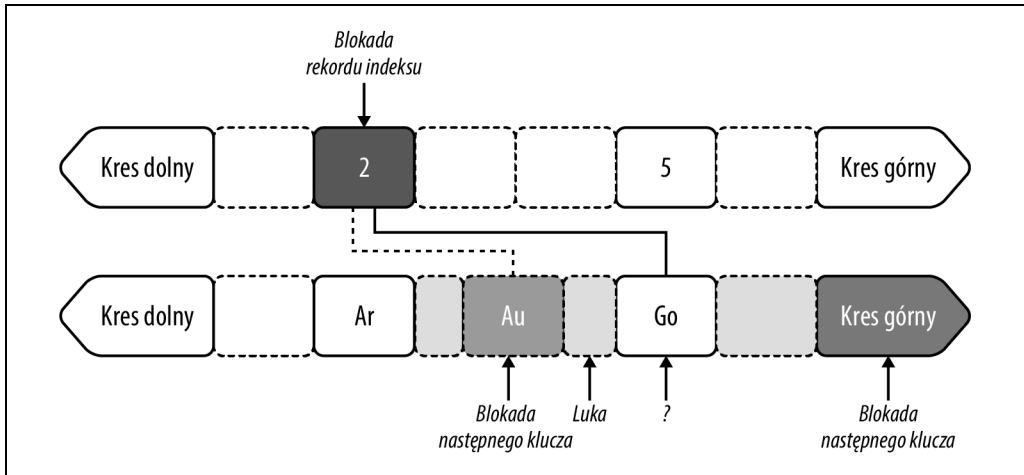 Blokada
rekordu indeksu
Kres dolny 2 5 Kres górny
Kres dolny Ar Au Go Kres górny
Blokada
następnego klucza
Luka
?
Blokada
następnego klucza